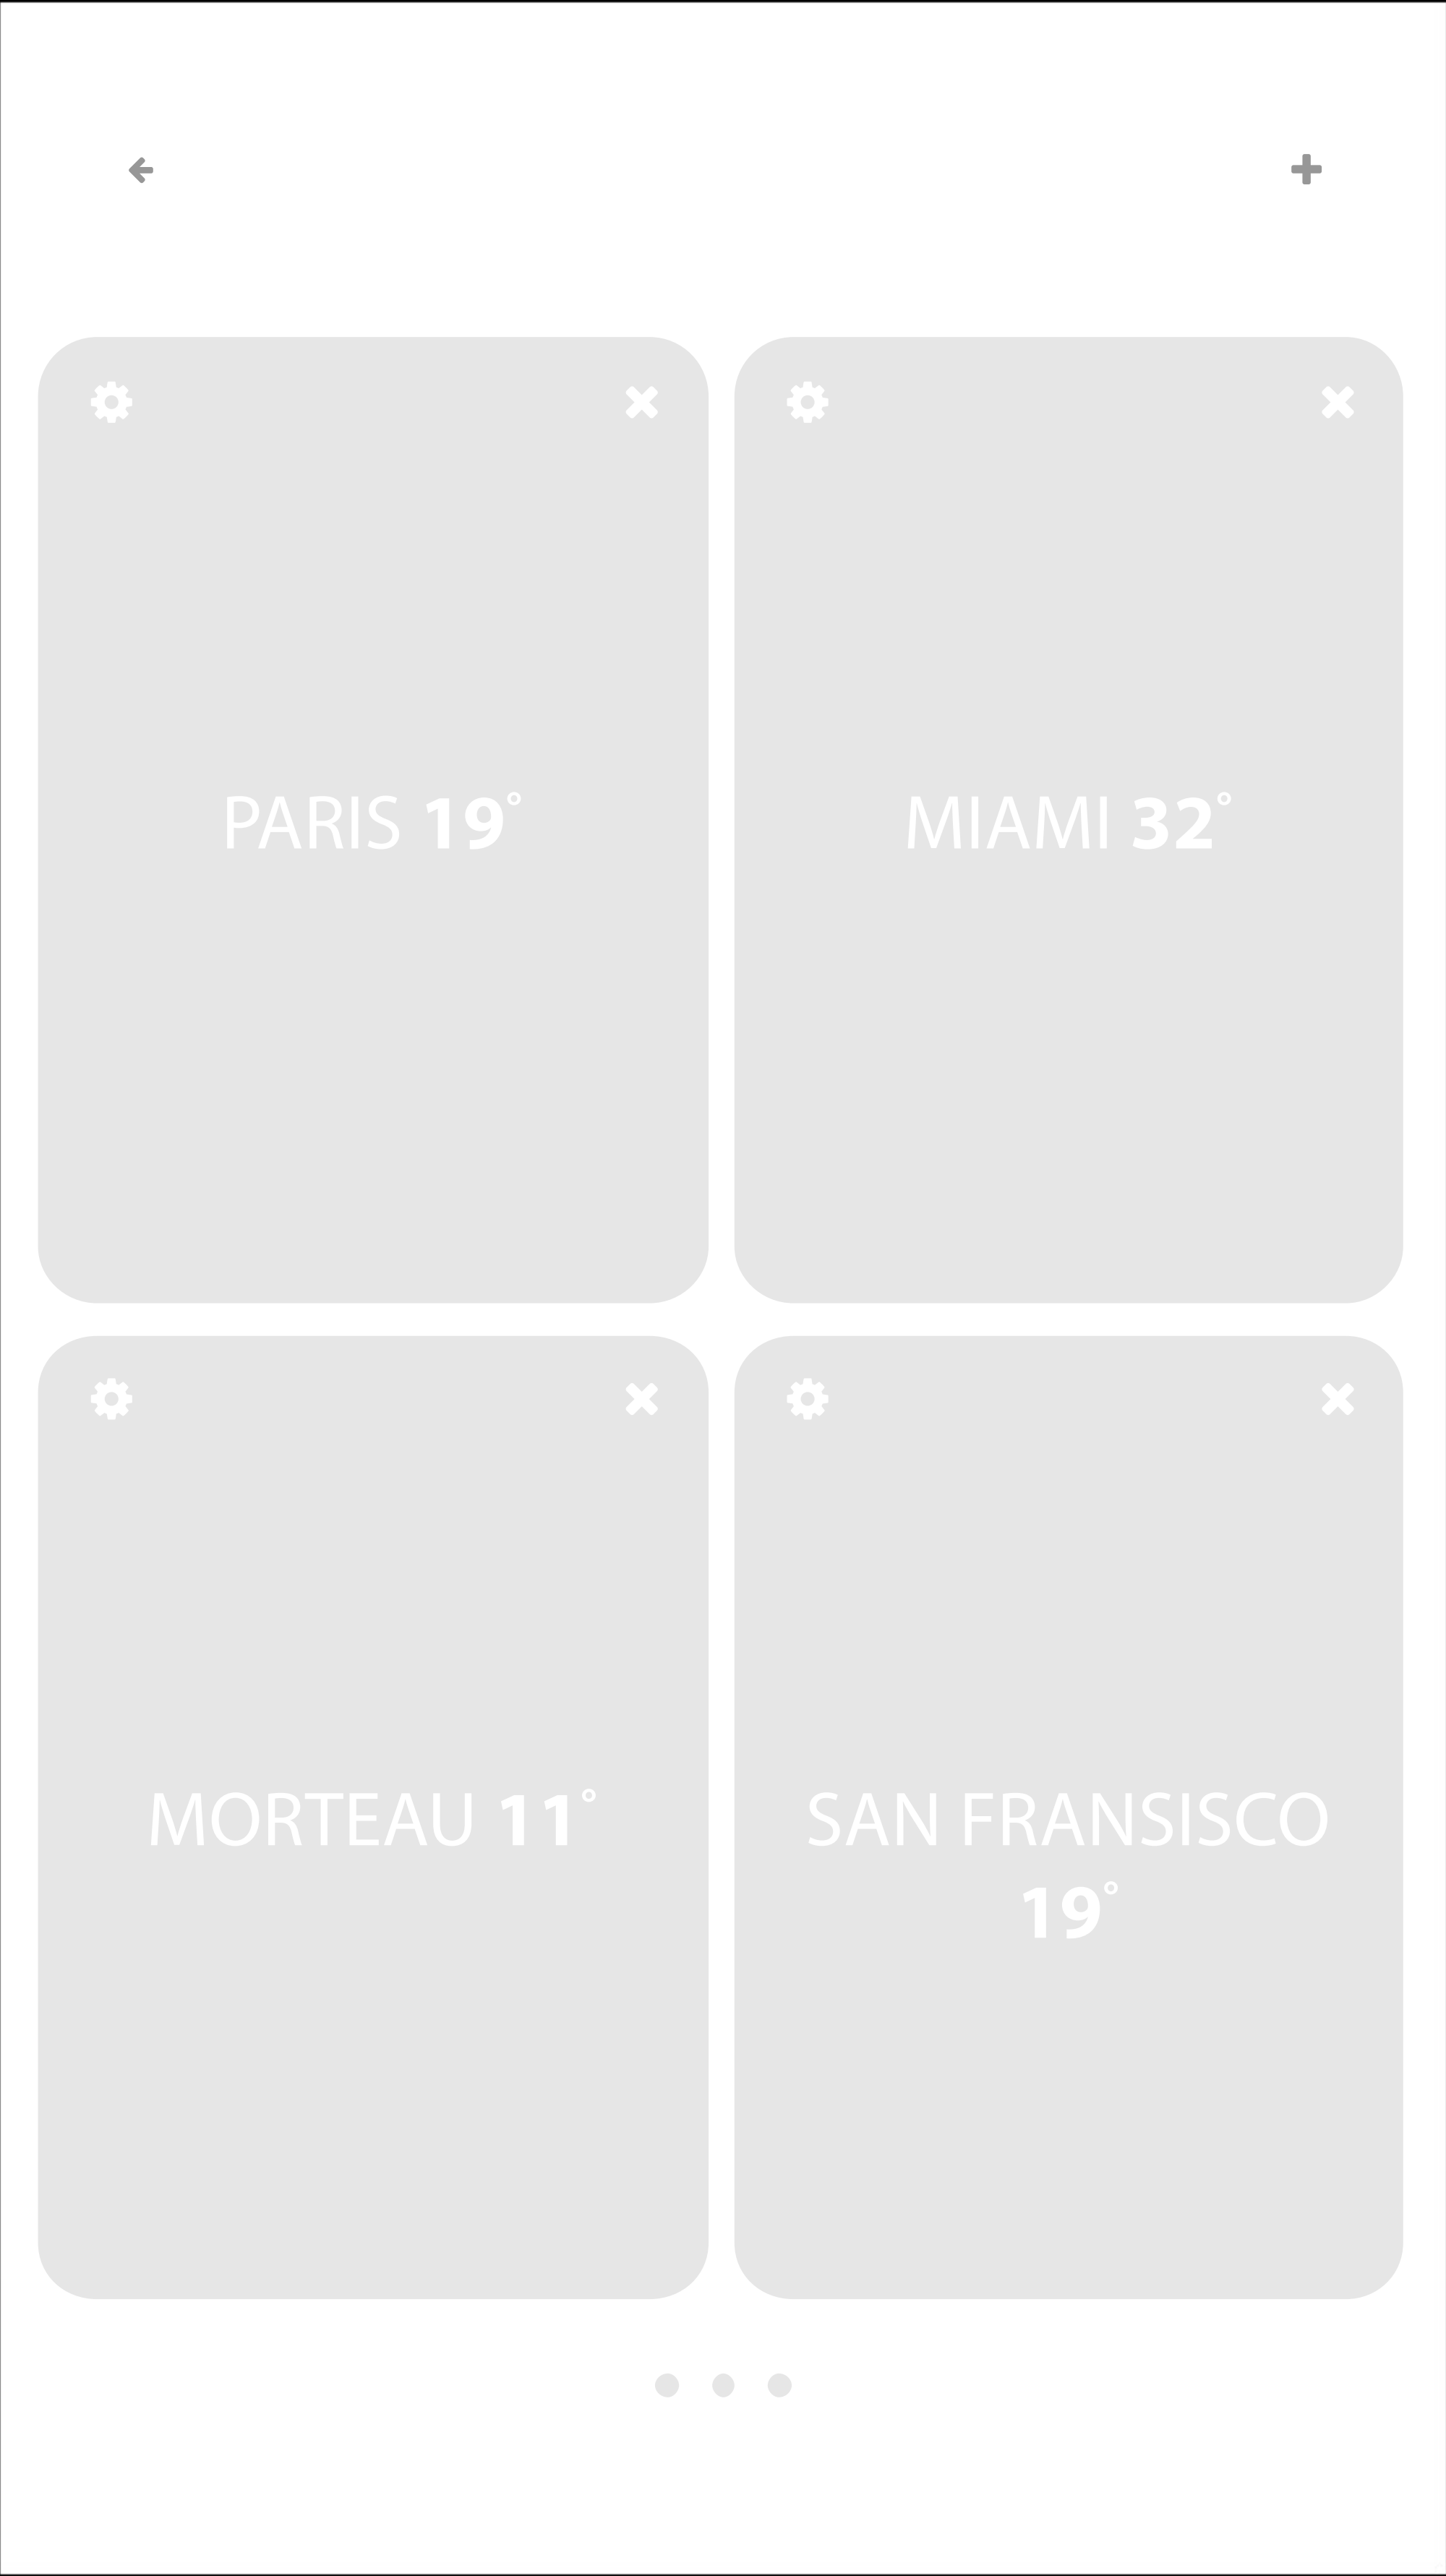 PARIS 19°
MIAMI 32°
MORTEAU 11°
SAN FRANSISCO
19°